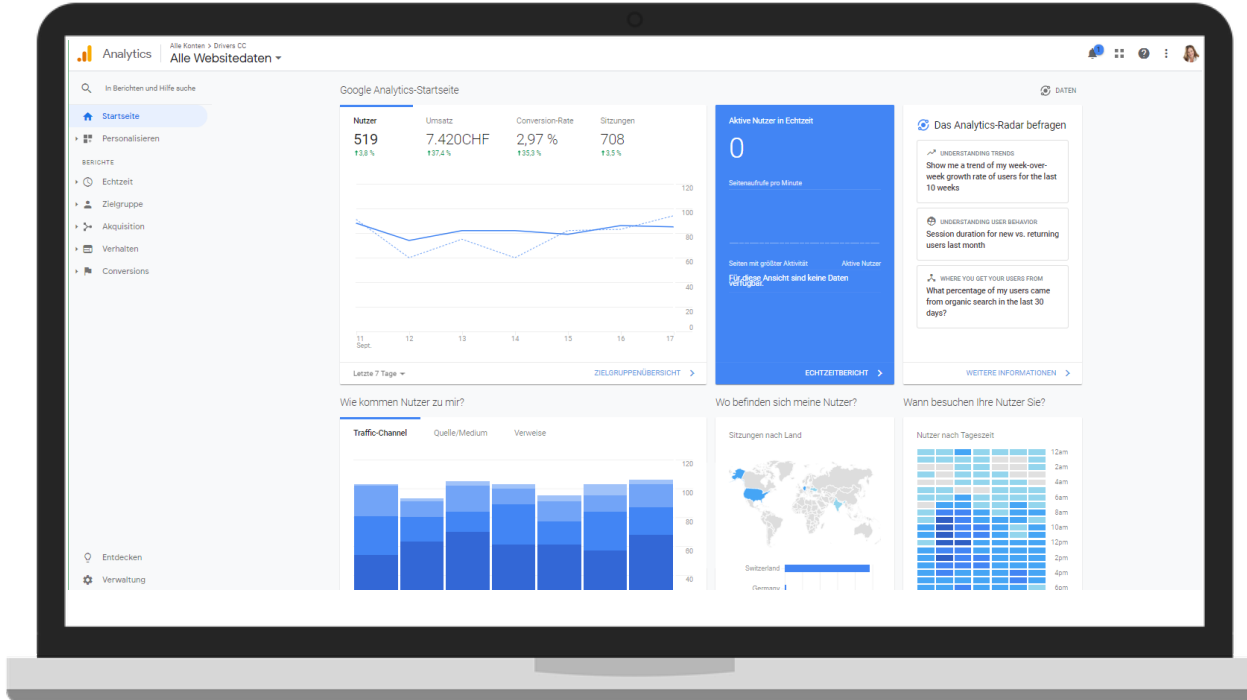 Analytics
Alle Konten > Drivers CC
Alle Websitedaten
1
In Berichten und Hilfe suche
Startseite
Personalisieren
BERICHTE
Echtzeit
Zielgruppe
Akquisition
Verhalten
Conversions
Entdecken
Verwaltung
Google Analytics-Startseite
DATEN
Nutzer
519
↑3,8 %
Umsatz
7.420CHF
↑37,4 %
Conversion-Rate
2,97 %
↑35,3 %
Sitzungen
708
↑3,5 %
120
100
80
60
40
20
0
11
Sept.
12
13
14
15
16
17
Letzte 7 Tage
ZIELGRUPPENÜBERSICHT
Aktive Nutzer in Echtzeit
0
Seitenaufrufe pro Minute
Seiten mit größter Aktivität
Aktive Nutzer
Für diese Ansicht sind keine Daten
verfügbar.
ECHTZEITBERICHT
Das Analytics-Radar befragen
UNDERSTANDING TRENDS
Show me a trend of my week-over-
week growth rate of users for the last
10 weeks
UNDERSTANDING USER BEHAVIOR
Session duration for new vs. returning
users last month
WHERE YOU GET YOUR USERS FROM
What percentage of my users came
from organic search in the last 30
days?
WEITERE INFORMATIONEN
Wie kommen Nutzer zu mir?
Traffic-Channel
Quelle/Medium
Verweise
120
100
80
60
40
Wo befinden sich meine Nutzer?
Sitzungen nach Land
Switzerland
Germany
Wann besuchen Ihre Nutzer Sie?
Nutzer nach Tageszeit
12am
2am
4am
6am
8am
10am
12pm
2pm
4pm
6pm